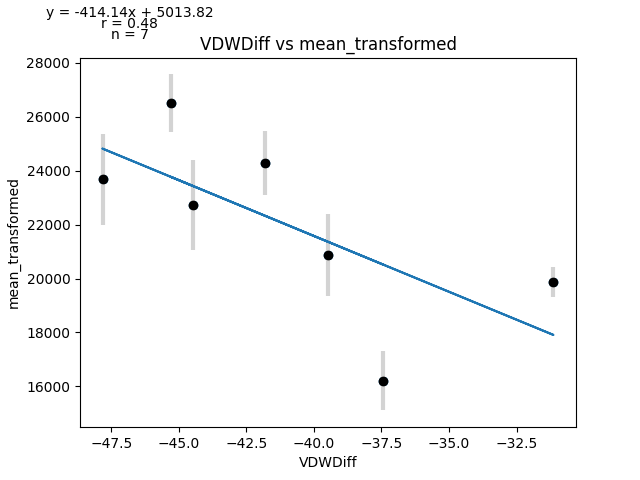 y = -414.14x + 5013.82
r = 0.48
n = 7
VDWDiff vs mean_transformed
28000
26000
24000
22000
20000
18000
16000
mean_transformed
−47.5 −45.0 −42.5 −40.0 −37.5 −35.0 −32.5
VDWDiff